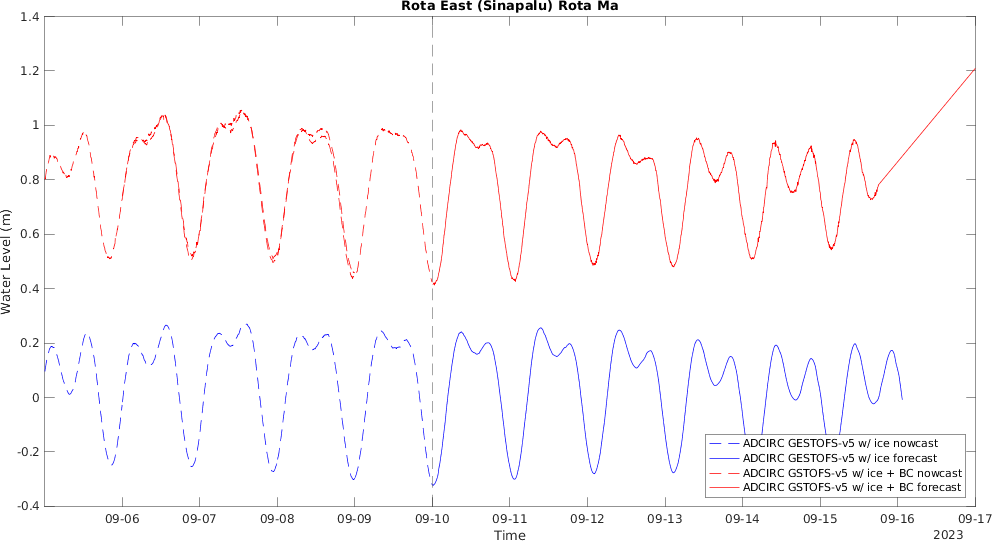 Rota East (Sinapalu) Rota Ma
1.4
1.2
1
0.8
0.6
0.4
0.2
0
-0.2
-0.4
Water Level (m)
09-06 09-07 09-08 09-09 09-10 09-11 09-12 09-13 09-14 09-15 09-16 09-17
Time
2023
ADCIRC GESTOFS-v5 w/ ice nowcast
ADCIRC GESTOFS-v5 w/ ice forecast
ADCIRC GSTOFS-v5 w/ ice + BC nowcast
ADCIRC GSTOFS-v5 w/ ice + BC forecast